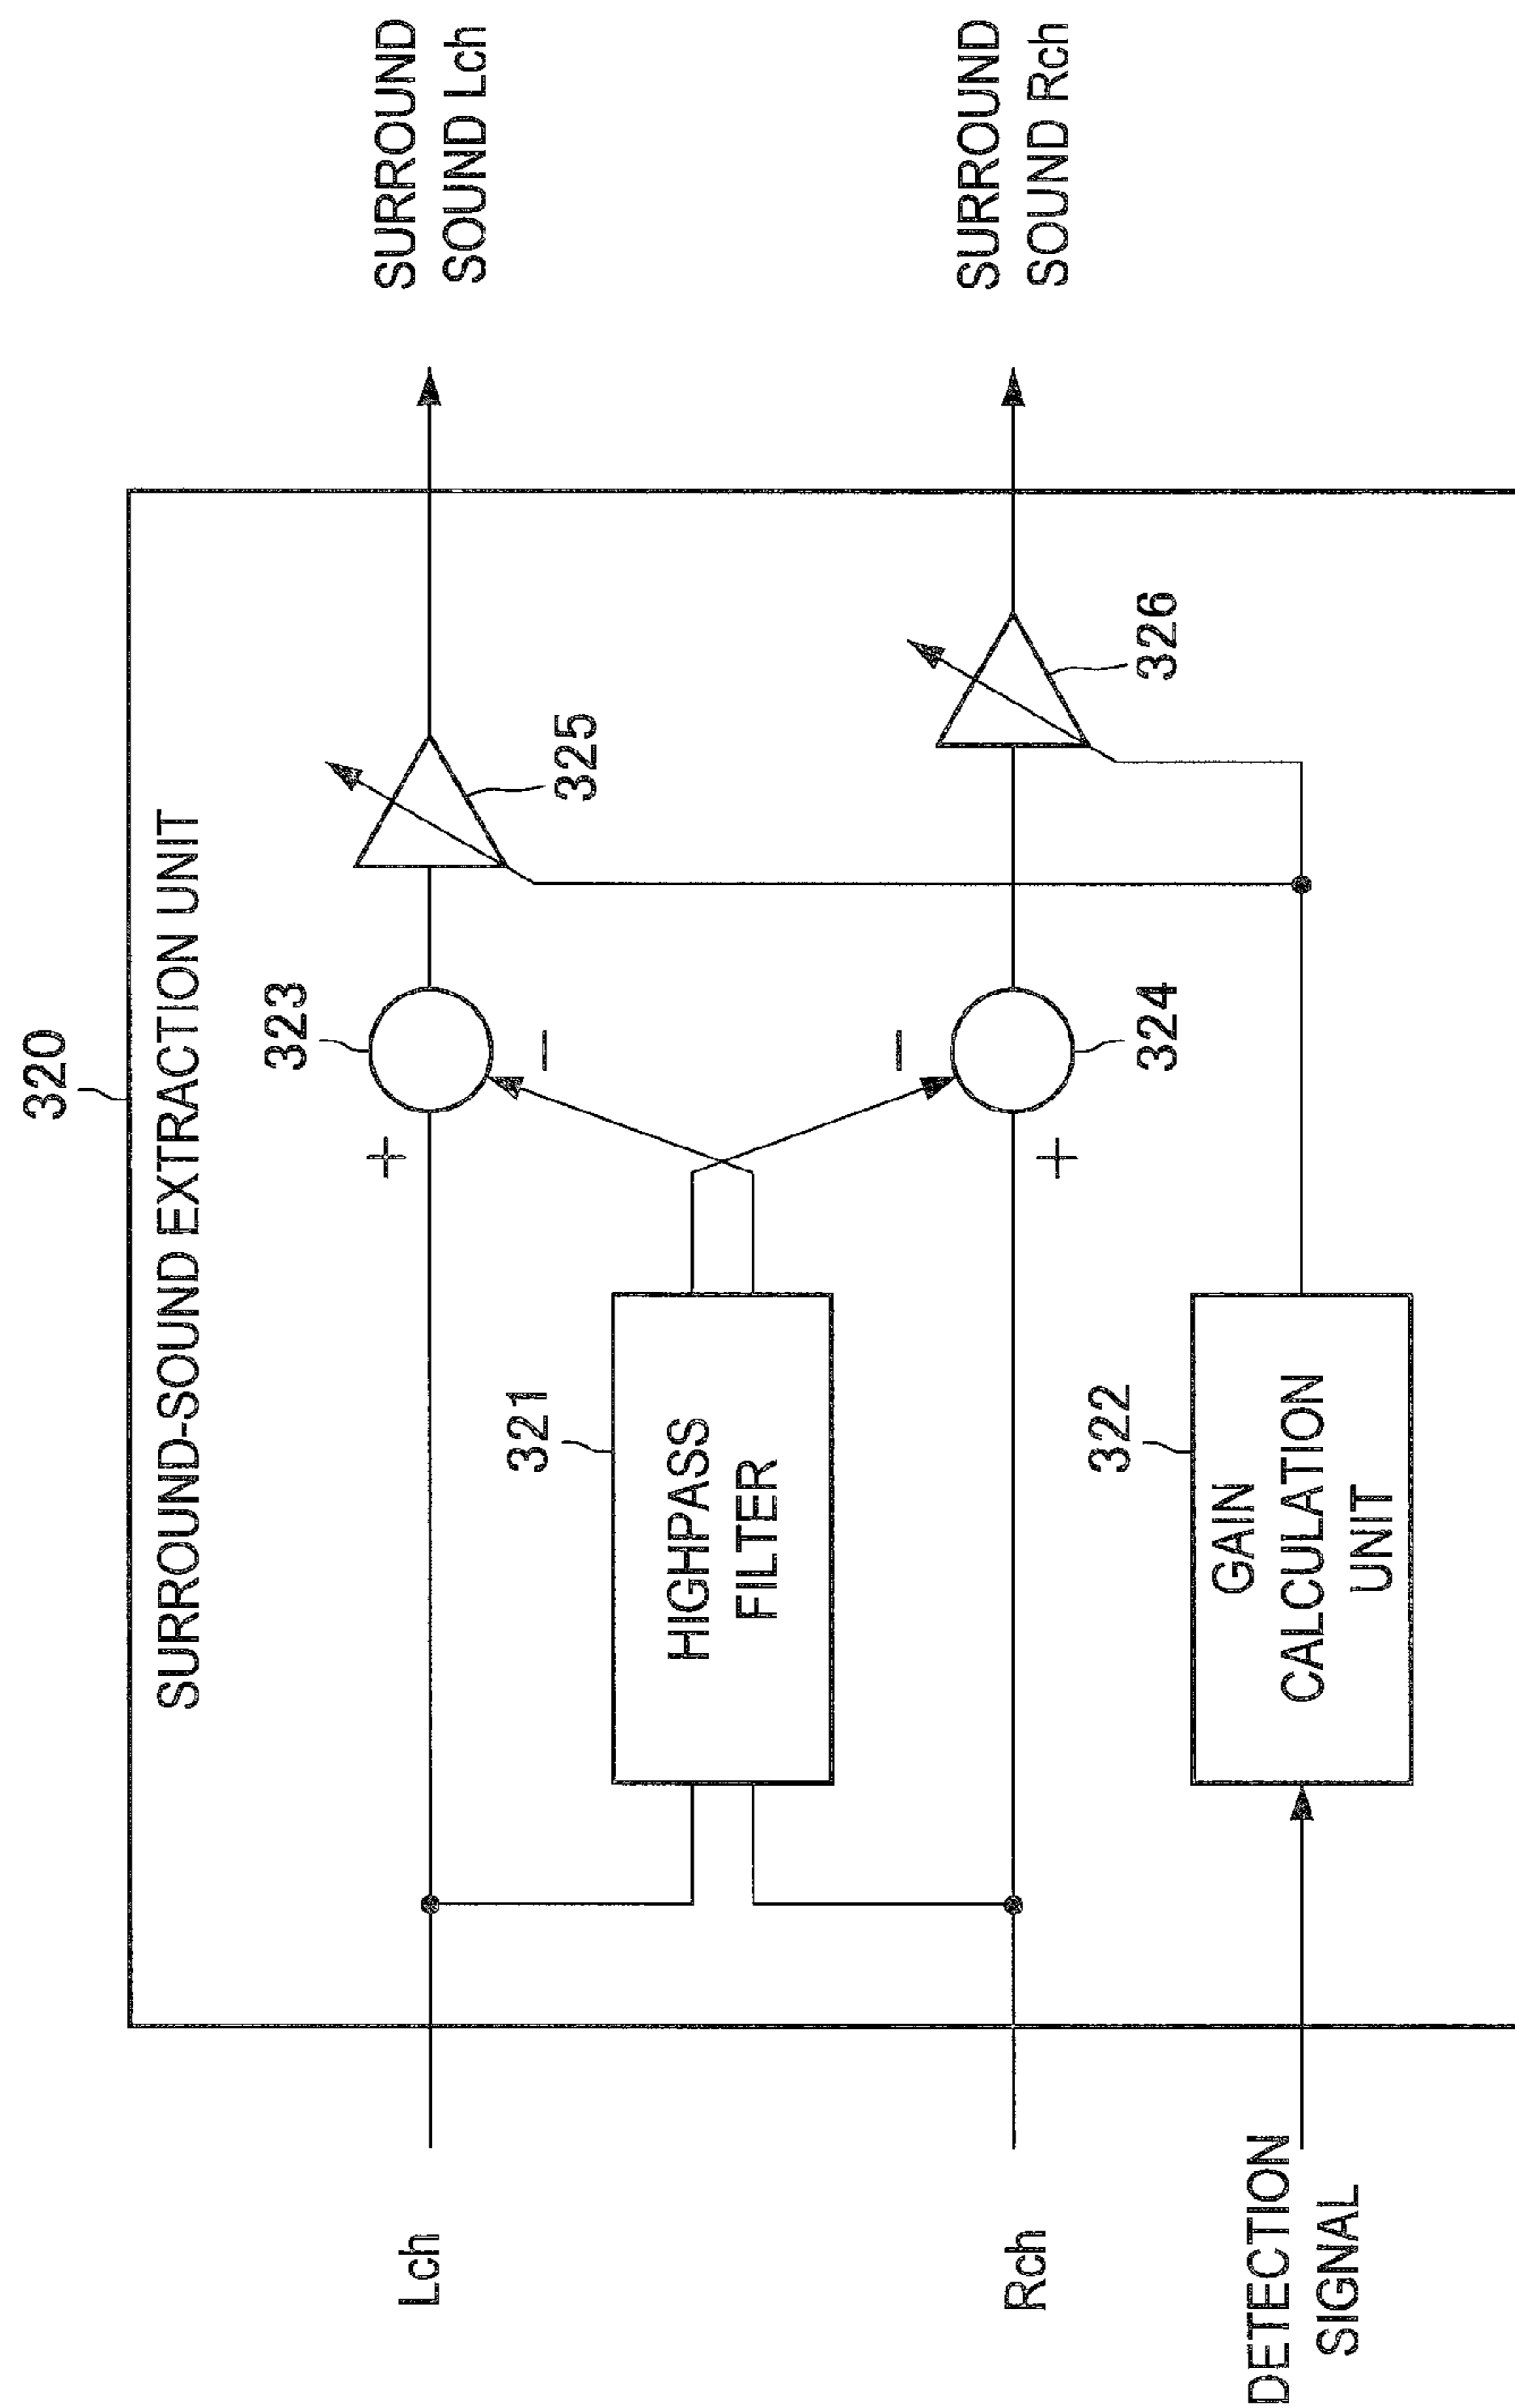 320
SURROUND-SOUND EXTRACTION UNIT
Lch
+
323
−
325
SURROUND
SOUND Lch
321
HIGHPASS
FILTER
Rch
+
−
324
326
SURROUND
SOUND Rch
322
GAIN
CALCULATION
UNIT
DETECTION
SIGNAL